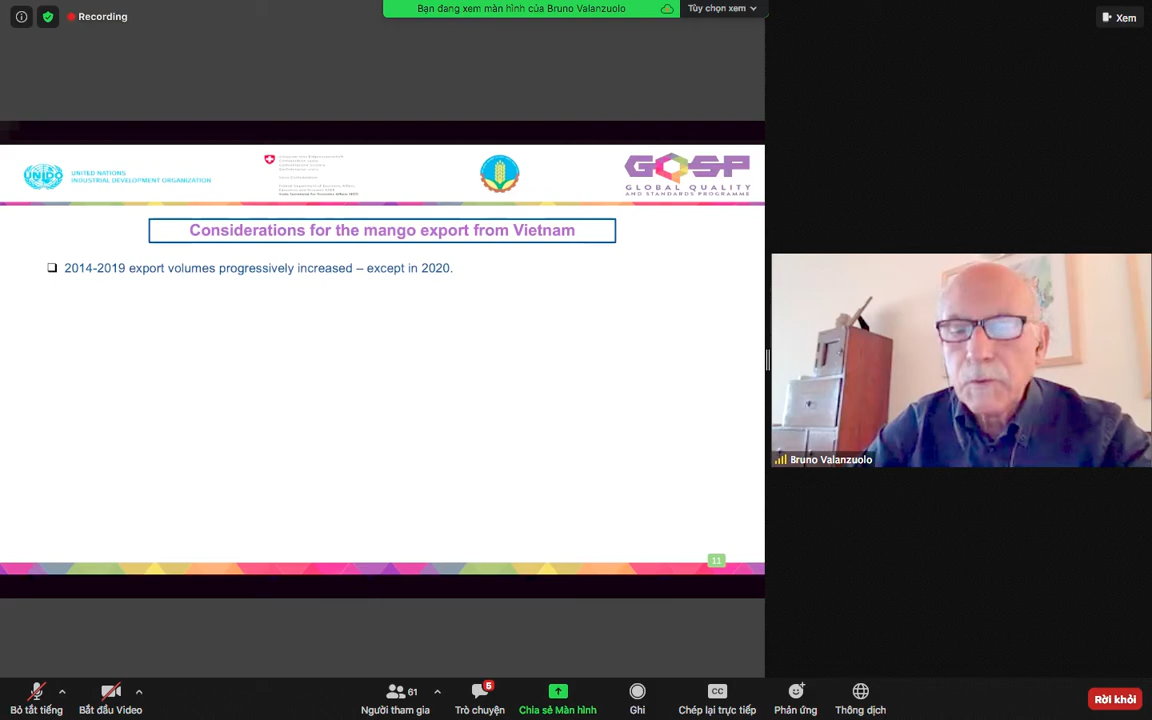 Recording
Bạn đang xem màn hình của Bruno Valanzuolo
Tùy chọn xem
Xem
UNIDO
UNITED NATIONS
INDUSTRIAL DEVELOPMENT ORGANIZATION
GQSP
GLOBAL QUALITY
AND STANDARDS PROGRAMME
Considerations for the mango export from Vietnam
2014-2019 export volumes progressively increased – except in 2020.
11
Bruno Valanzuolo
Bỏ tắt tiếng
Bắt đầu Video
61
Người tham gia
5
Trò chuyện
Chia sẻ Màn hình
Ghi
CC
Chép lại trực tiếp
Phản ứng
Thông dịch
Rời khỏi